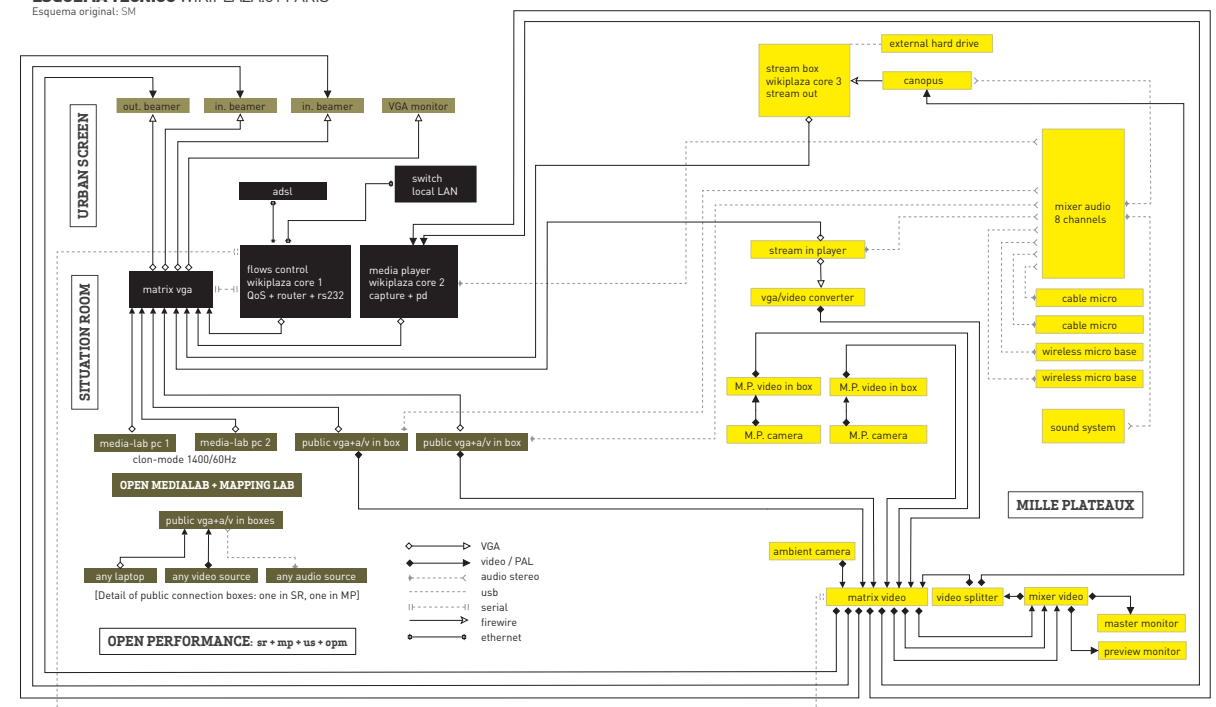 ESQUEMA TÉCNICO WIKIPLAZA.01 PARIS
Esquema original: SM
external hard drive
stream box
wikiplaza core 3
stream out
canopus
out. beamer
in. beamer
in. beamer
VGA monitor
URBAN SCREEN
switch
local LAN
adsl
mixer audio
8 channels
stream in player
flows control
wikiplaza core 1
QoS + router + rs232
media player
wikiplaza core 2
capture + pd
matrix vga
vga/video converter
cable micro
cable micro
SITUATION ROOM
wireless micro base
wireless micro base
M.P. video in box
M.P. video in box
M.P. camera
M.P. camera
sound system
media-lab pc 1
media-lab pc 2
public vga+a/v in box
public vga+a/v in box
clon-mode 1400/60Hz
OPEN MEDIALAB + MAPPING LAB
MILLE PLATEAUX
public vga+a/v in boxes
any laptop
any video source
any audio source
[Detail of public connection boxes: one in SR, one in MP]
VGA
video / PAL
audio stereo
usb
serial
firewire
ethernet
ambient camera
matrix video
video splitter
mixer video
master monitor
preview monitor
OPEN PERFORMANCE: sr + mp + us + opm